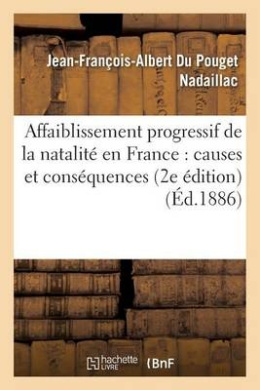 Jean-François-Albert Du Pouget
Nadaillac
Affaiblissement progressif de la natalité en France : causes et conséquences (2e édition)
(Éd.1886)
hachette
LIVRE
{BnF